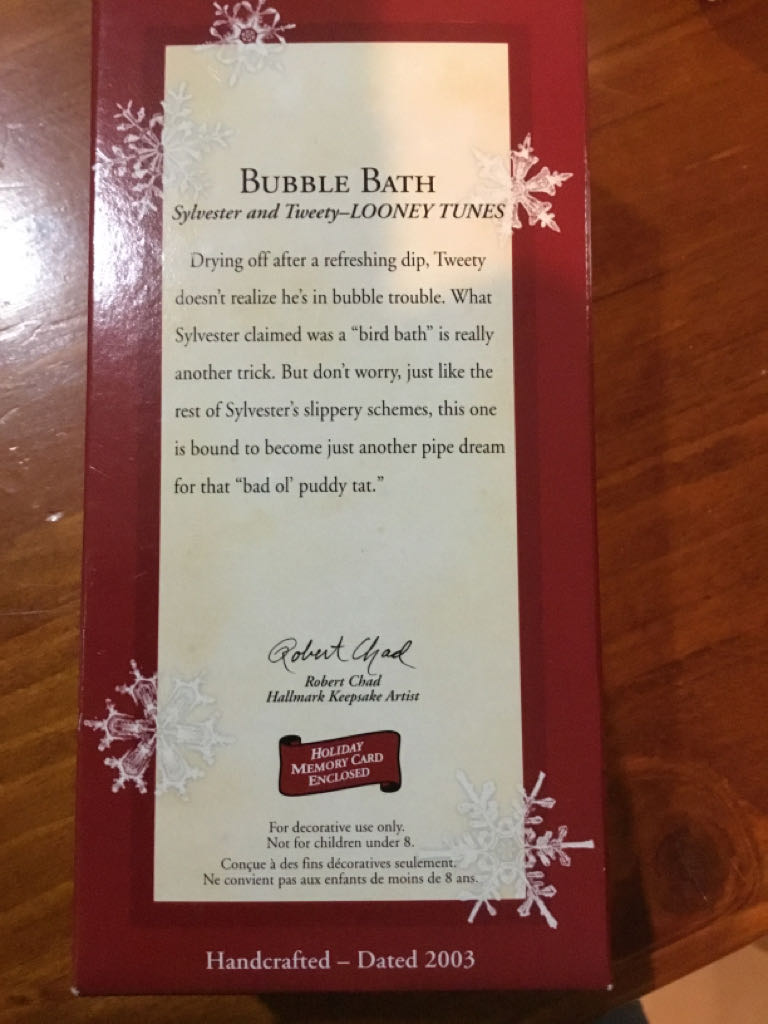 BUBBLE BATH
Sylvester and Tweety–LOONEY TUNES
Drying off after a refreshing dip, Tweety
doesn't realize he's in bubble trouble. What
Sylvester claimed was a “bird bath” is really
another trick. But don't worry, just like the
rest of Sylvester's slippery schemes, this one
is bound to become just another pipe dream
for that “bad ol' puddy tat.”
Robert Chad
Robert Chad
Hallmark Keepsake Artist
HOLIDAY
MEMORY CARD
ENCLOSED
For decorative use only.
Not for children under 8.
Conçue à des fins décoratives seulement.
Ne convient pas aux enfants de moins de 8 ans.
Handcrafted – Dated 2003